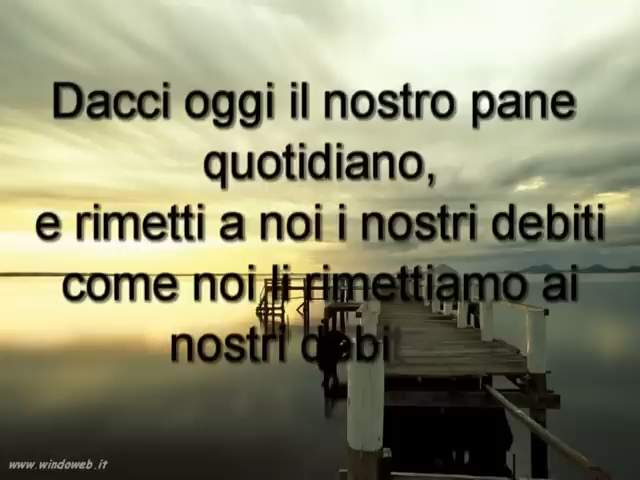 Dacci oggi il nostro pane
quotidiano,
e rimetti a noi i nostri debiti
come noi li rimettiamo ai
nostri debit
www.windoweb.it